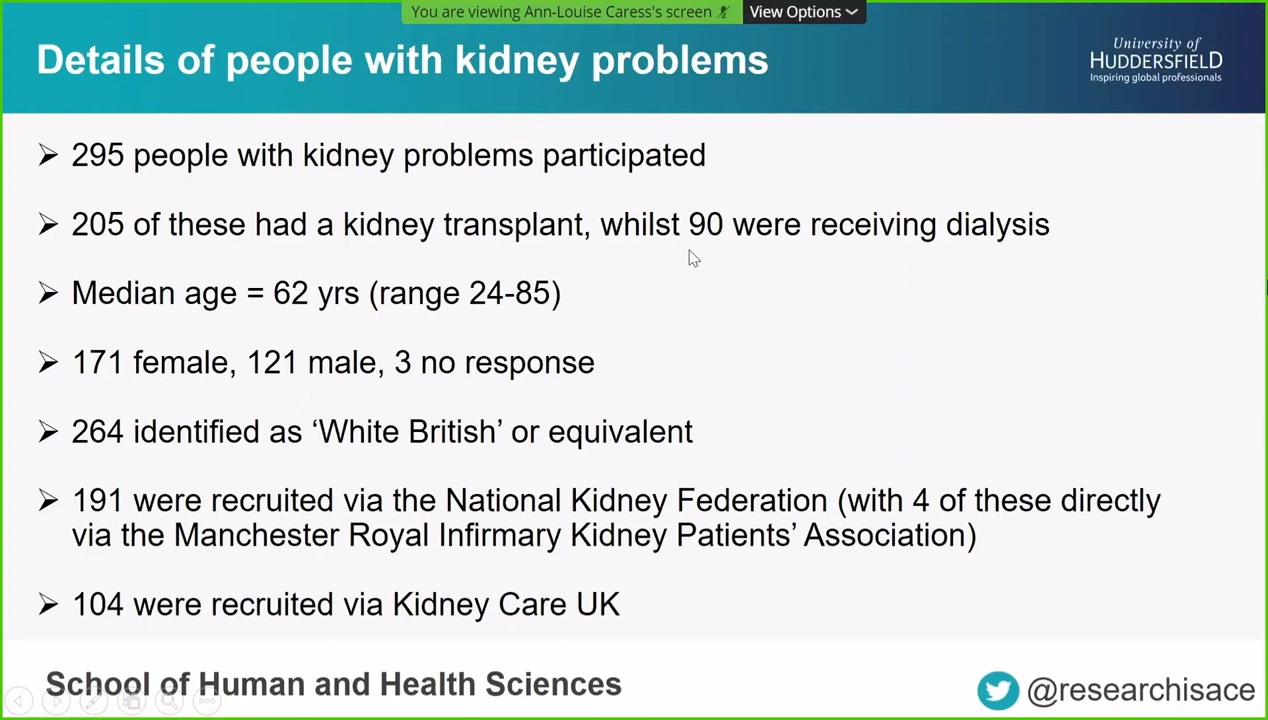 You are viewing Ann-Louise Caress's screen
View Options
Details of people with kidney problems
University of
HUDDERSFIELD
Inspiring global professionals
295 people with kidney problems participated
205 of these had a kidney transplant, whilst 90 were receiving dialysis
Median age = 62 yrs (range 24-85)
171 female, 121 male, 3 no response
264 identified as ‘White British’ or equivalent
191 were recruited via the National Kidney Federation (with 4 of these directly
via the Manchester Royal Infirmary Kidney Patients’ Association)
104 were recruited via Kidney Care UK
School of Human and Health Sciences
@researchisace